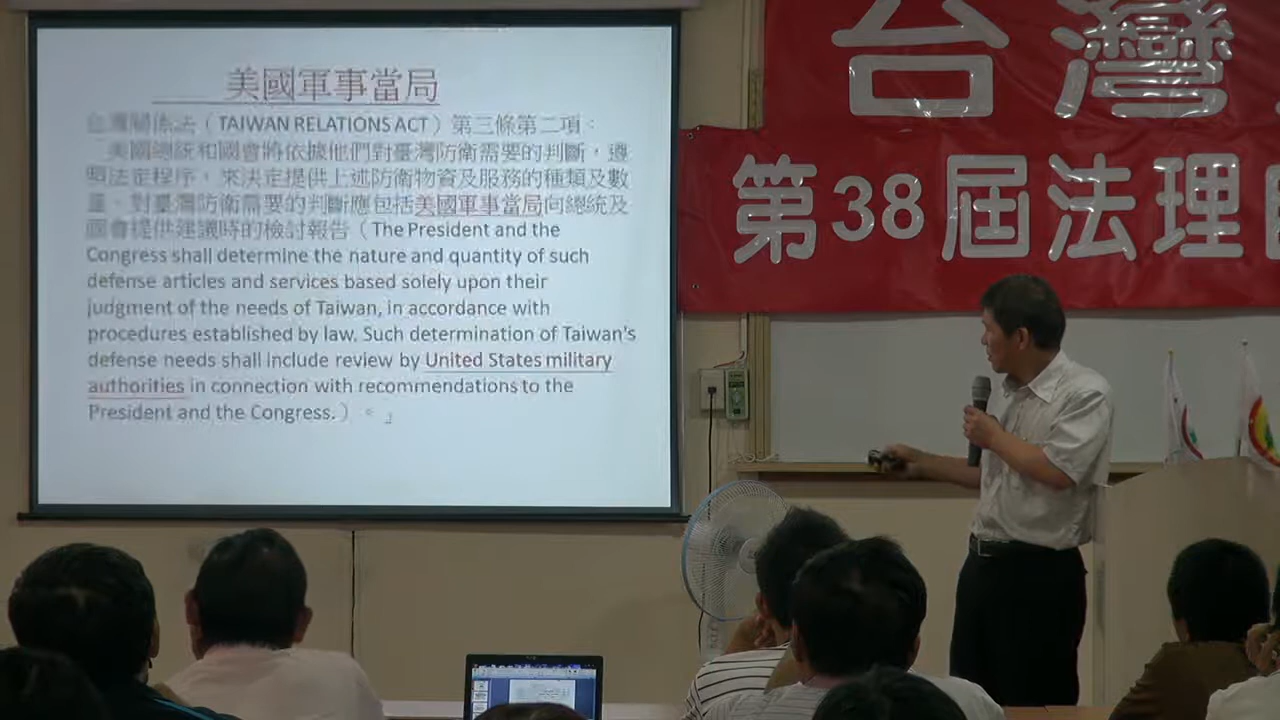 美國軍事當局
台灣關係法（TAIWAN RELATIONS ACT）第三條第二項：
「美國總統和國會將依據他們對臺灣防衛需要的判斷，遵
照法定程序，來決定提供上述防衛物資及服務的種類及數
量。對臺灣防衛需要的判斷應包括美國軍事當局向總統及
國會提供建議時的檢討報告（The President and the
Congress shall determine the nature and quantity of such
defense articles and services based solely upon their
judgment of the needs of Taiwan, in accordance with
procedures established by law. Such determination of Taiwan's
defense needs shall include review by United States military
authorities in connection with recommendations to the
President and the Congress.）。」
台灣
第38屆法理